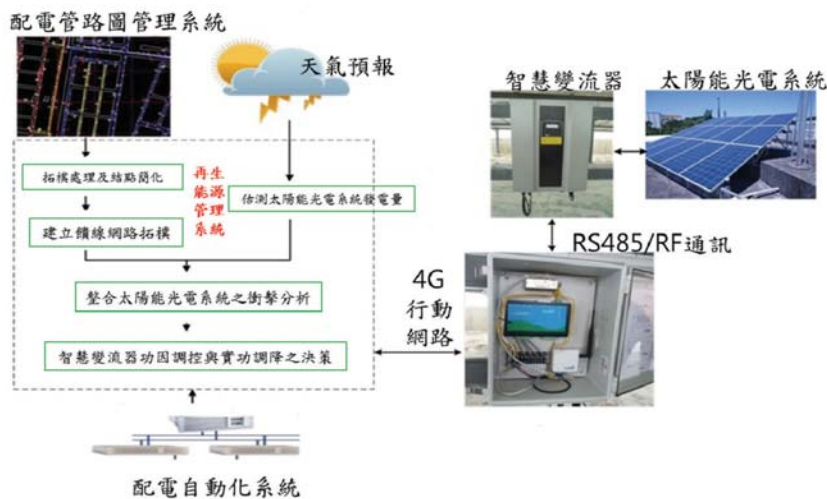 配電管路圖管理系統
天氣預報
智慧變流器
太陽能光電系統
拓樸處理及結點簡化
再生
能源
管理
系統
估測太陽能光電系統發電量
建立饋線網路拓樸
RS485/RF通訊
4G
行動
網路
整合太陽能光電系統之衝擊分析
智慧變流器功因調控與實功調降之決策
配電自動化系統